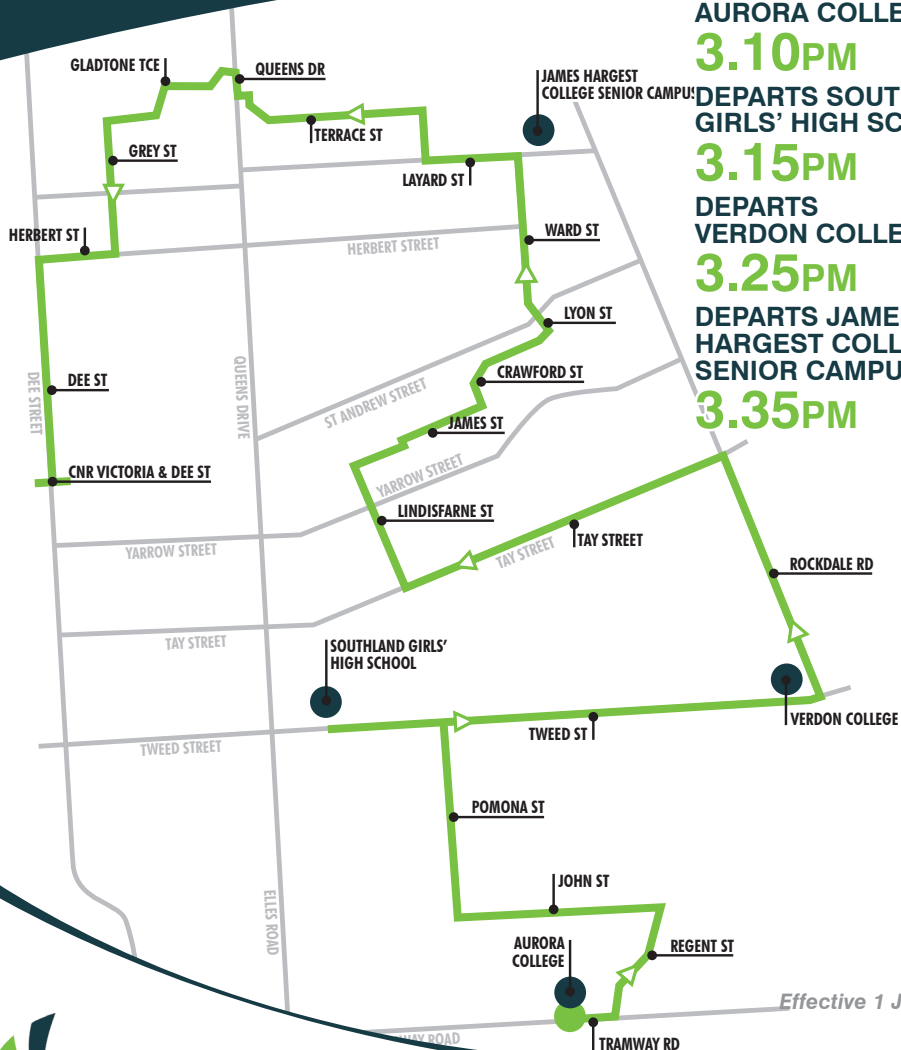 AURORA COLLE
3.10PM
DEPARTS SOUT
GIRLS' HIGH SC
3.15PM
DEPARTS
VERDON COLLE
3.25PM
DEPARTS JAME
HARGEST COLL
SENIOR CAMPU
3.35PM
GLADTONE TCE
QUEENS DR
JAMES HARGEST
COLLEGE SENIOR CAMPUS
TERRACE ST
GREY ST
LAYARD ST
HERBERT ST
WARD ST
HERBERT STREET
LYON ST
QUEENS DRIVE
DEE STREET
DEE ST
CRAWFORD ST
ST ANDREW STREET
JAMES ST
CNR VICTORIA & DEE ST
YARROW STREET
LINDISFARNE ST
TAY STREET
TAY STREET
YARROW STREET
ROCKDALE RD
TAY STREET
SOUTHLAND GIRLS'
HIGH SCHOOL
VERDON COLLEGE
TWEED ST
TWEED STREET
POMONA ST
JOHN ST
ELLES ROAD
AURORA
COLLEGE
REGENT ST
Effective 1 J
WAY ROAD
TRAMWAY RD